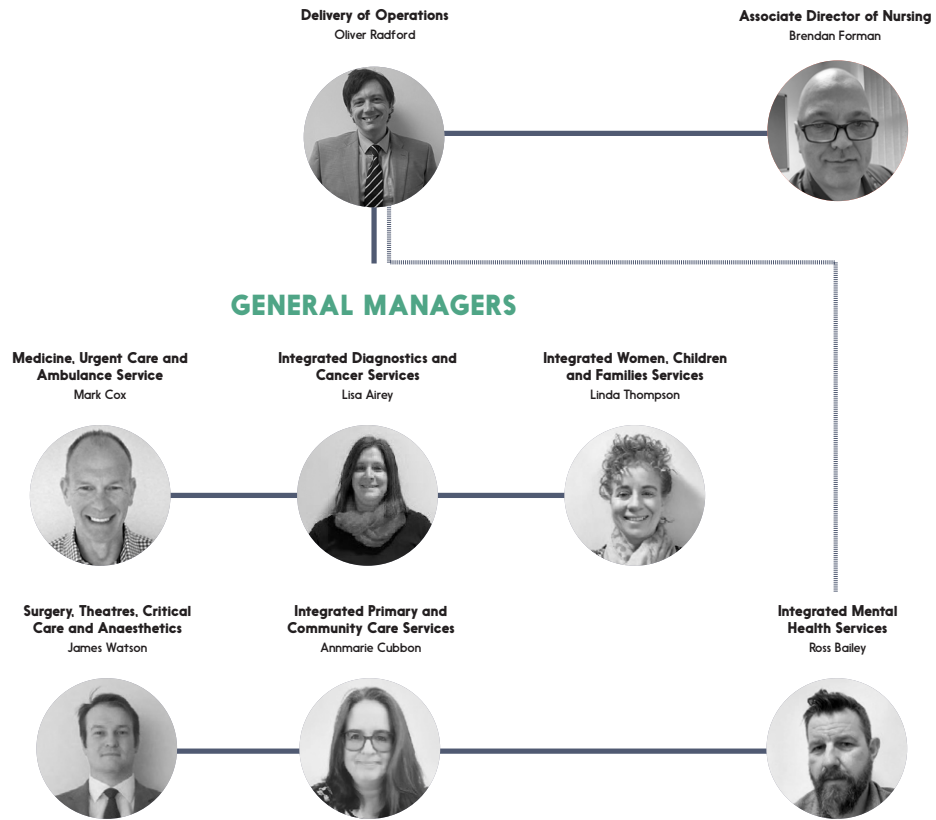 Delivery of Operations
Oliver Radford
Associate Director of Nursing
Brendan Forman
GENERAL MANAGERS
Medicine, Urgent Care and
Ambulance Service
Mark Cox
Integrated Diagnostics and
Cancer Services
Lisa Airey
Integrated Women, Children
and Families Services
Linda Thompson
Surgery, Theatres, Critical
Care and Anaesthetics
James Watson
Integrated Primary and
Community Care Services
Annmarie Cubbon
Integrated Mental
Health Services
Ross Bailey